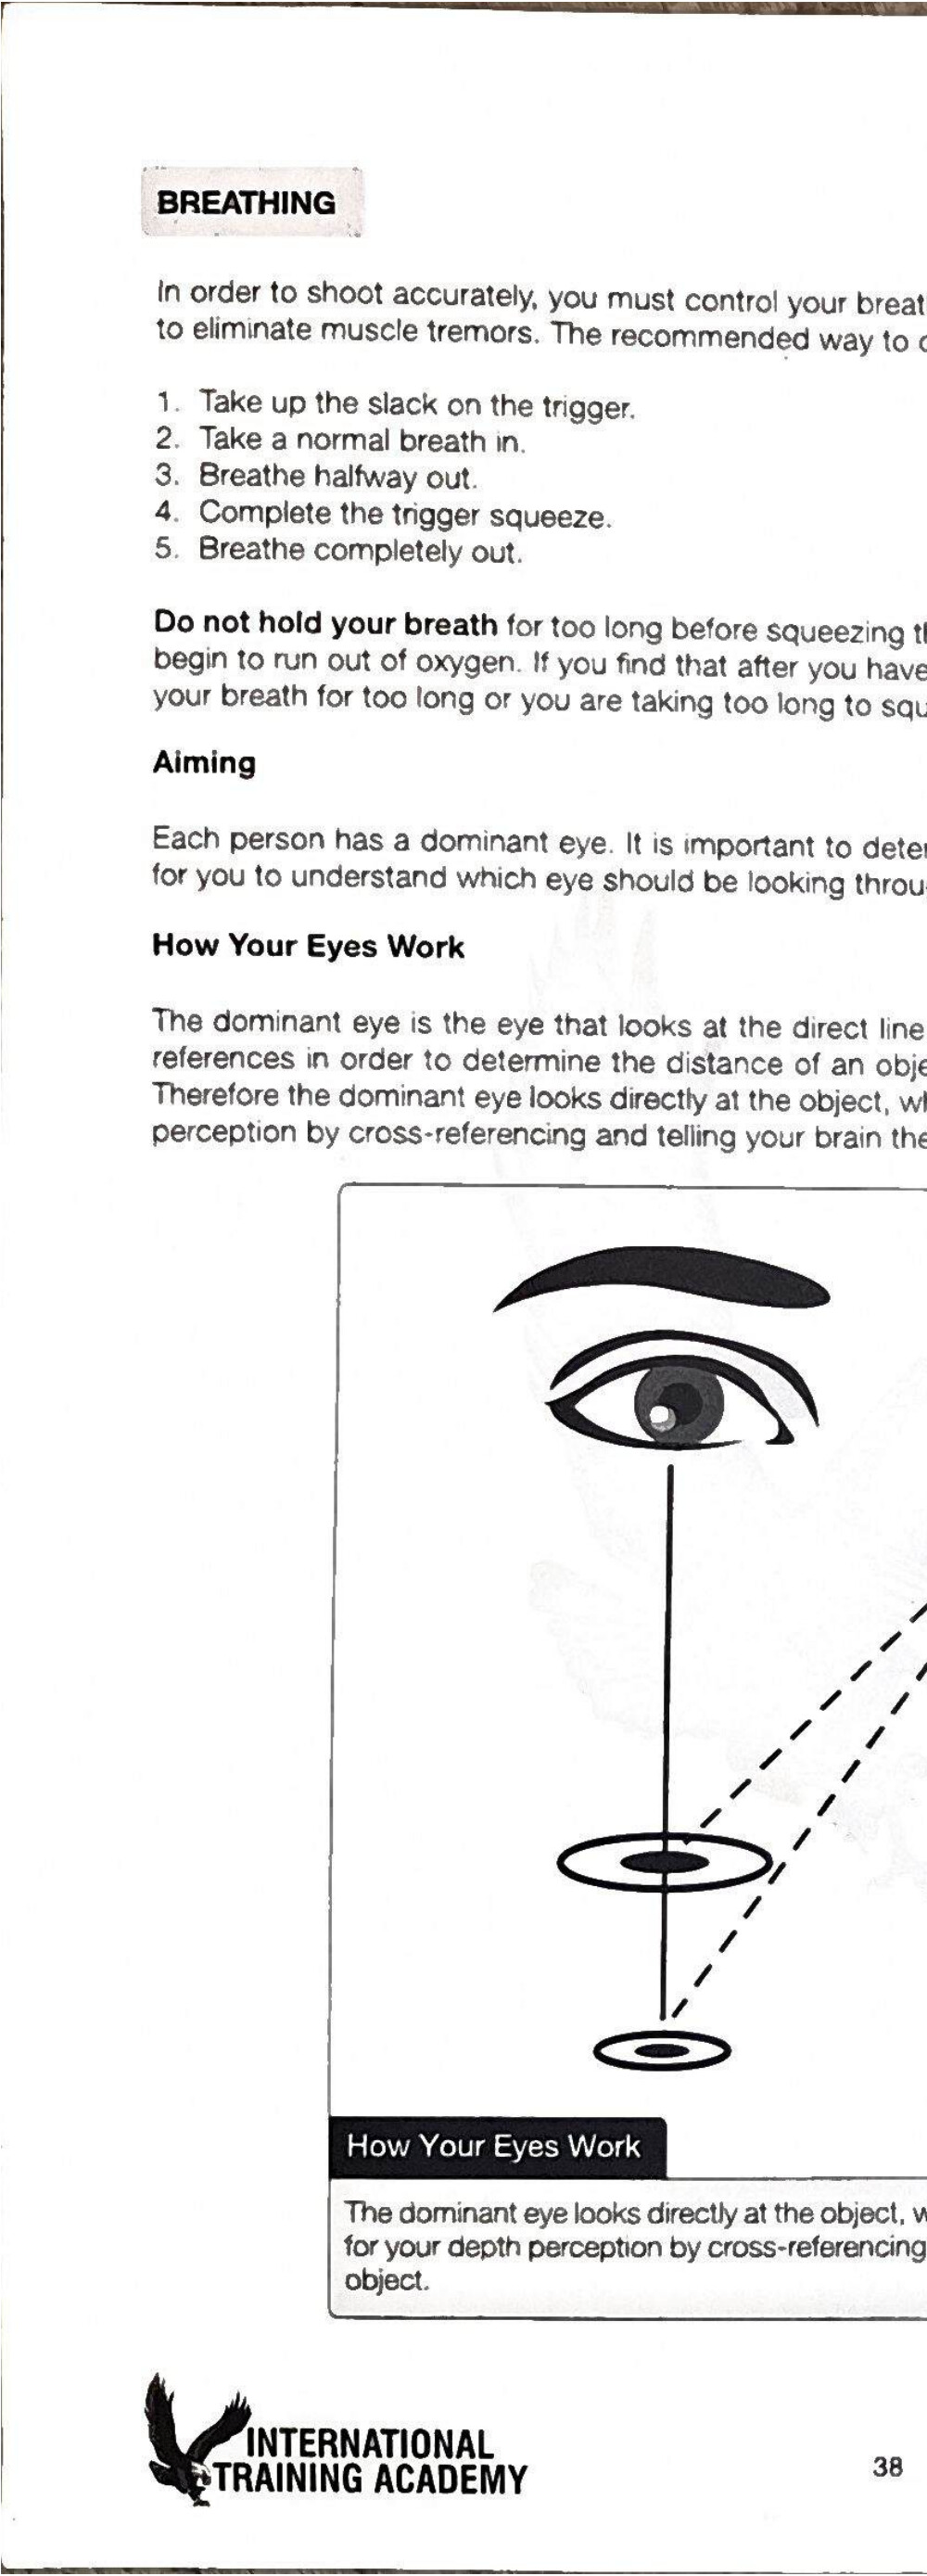 BREATHING
In order to shoot accurately, you must control your breat
to eliminate muscle tremors. The recommended way to
1. Take up the slack on the trigger.
2. Take a normal breath in.
3. Breathe halfway out.
4. Complete the trigger squeeze.
5. Breathe completely out.
Do not hold your breath for too long before squeezing
begin to run out of oxygen. If you find that after you have
your breath for too long or you are taking too long to squ
Aiming
Each person has a dominant eye. It is important to deter
for you to understand which eye should be looking throu
How Your Eyes Work
The dominant eye is the eye that looks at the direct line
references in order to determine the distance of an obje
Therefore the dominant eye looks directly at the object, wh
perception by cross-referencing and telling your brain the
How Your Eyes Work
The dominant eye looks directly at the object, w
for your depth perception by cross-referencing
object.
INTERNATIONAL
TRAINING ACADEMY
38